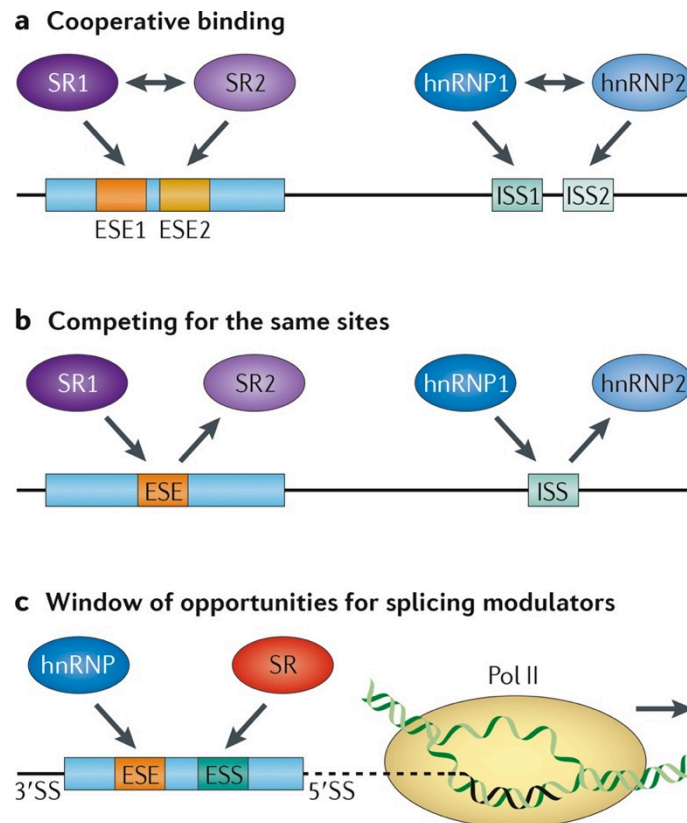 a Cooperative binding
SR1 SR2 hnRNP1 hnRNP2
ISS1 ISS2
ESE1 ESE2
b Competing for the same sites
SR1 SR2 hnRNP1 hnRNP2
ESE ISS
c Window of opportunities for splicing modulators
hnRNP SR Pol II
ESE ESS
3′SS 5′SS